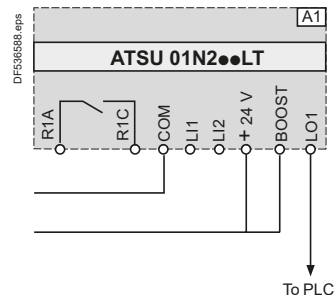 DF536588.eps
A1
ATSU 01N2●●LT
R1A
R1C
COM
LI1
LI2
+ 24 V
BOOST
LO1
To PLC